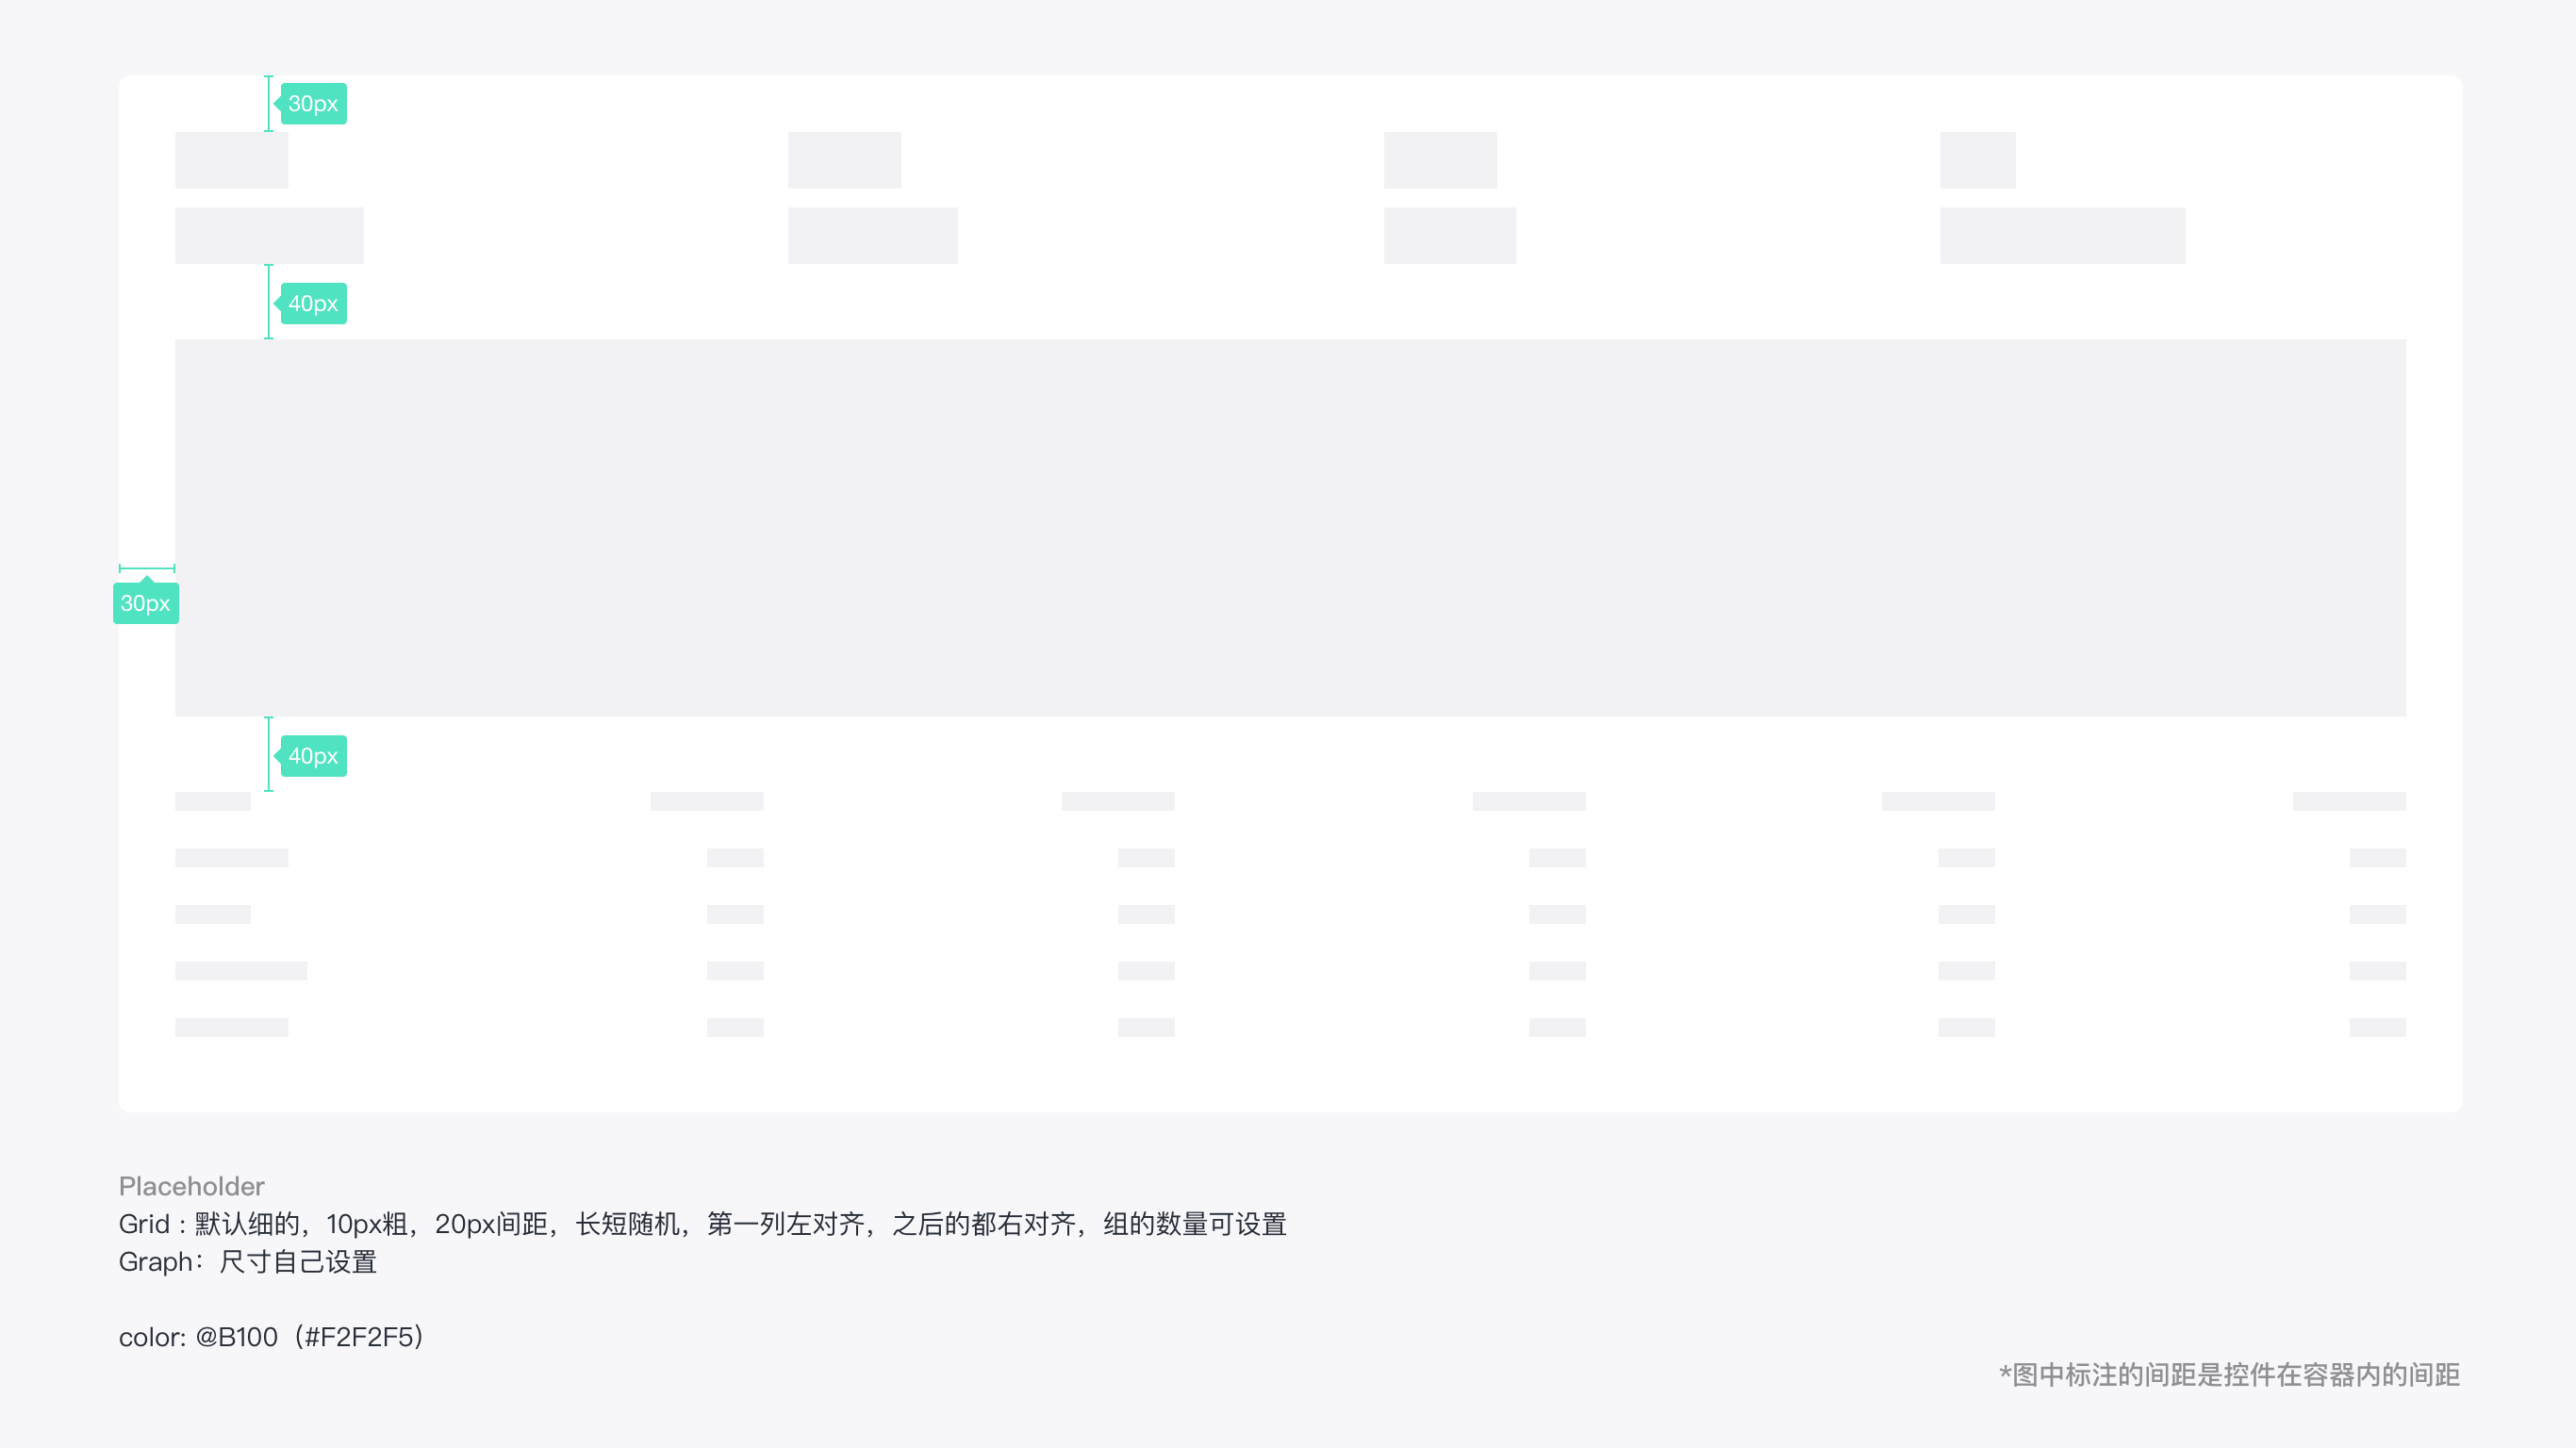 30px
40px
30px
40px
Placeholder
Grid : 默认细的，10px粗，20px间距，长短随机，第一列左对齐，之后的都右对齐，组的数量可设置
Graph：尺寸自己设置
color: @B100（#F2F2F5）
*图中标注的间距是控件在容器内的间距